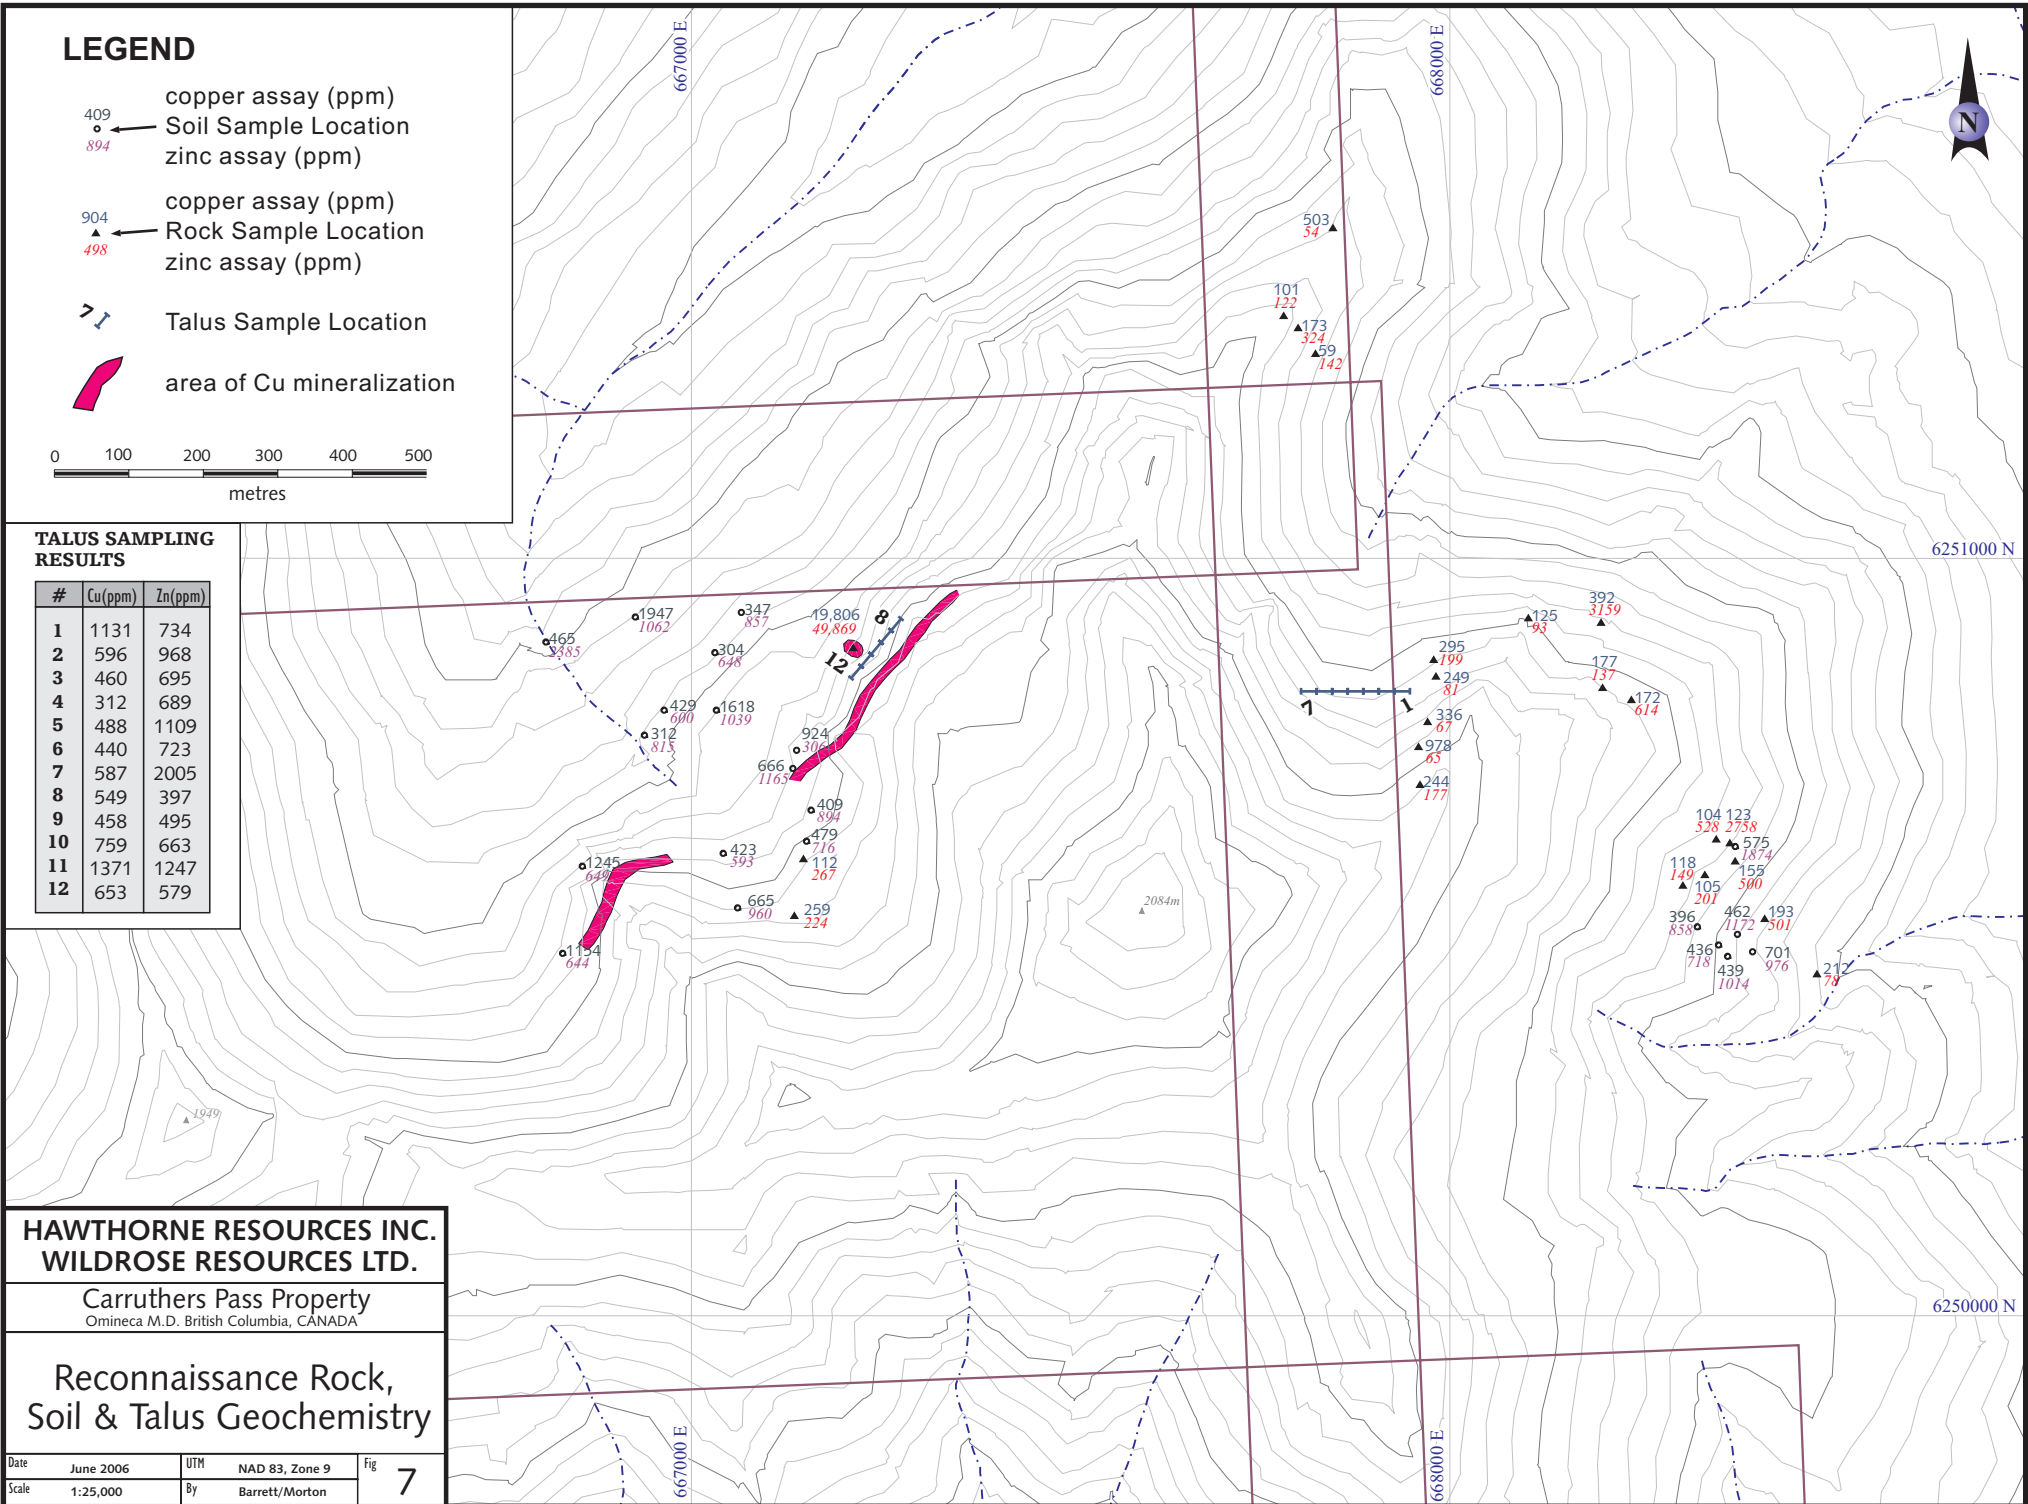 LEGEND
409
894
copper assay (ppm)
Soil Sample Location
zinc assay (ppm)
904
498
copper assay (ppm)
Rock Sample Location
zinc assay (ppm)
7
Talus Sample Location
area of Cu mineralization
0 100 200 300 400 500
metres
TALUS SAMPLING
RESULTS
# Cu(ppm) Zn(ppm)
1 1131 734
2 596 968
3 460 695
4 312 689
5 488 1109
6 440 723
7 587 2005
8 549 397
9 458 495
10 759 663
11 1371 1247
12 653 579
667000 E
668000 E
N
6251000 N
6250000 N
667000 E
668000 E
503
54
101
122
173
324
59
142
1947
1062
465
2385
347
857
304
648
19,806
49,869
8
12
429
600
1618
1039
312
815
924
306
666
1165
409
894
479
716
112
267
423
593
1245
649
665
960
259
224
1154
644
2084m
1949
7
1
295
199
249
81
336
67
978
65
244
177
125
93
392
3159
177
137
172
614
104
528
123
2758
575
1874
155
500
118
149
105
201
396
858
462
1172
193
501
436
718
439
1014
701
976
212
78
HAWTHORNE RESOURCES INC.
WILDROSE RESOURCES LTD.
Carruthers Pass Property
Omineca M.D. British Columbia, CANADA
Reconnaissance Rock,
Soil & Talus Geochemistry
Date June 2006 UTM NAD 83, Zone 9 Fig 7
Scale 1:25,000 By Barrett/Morton